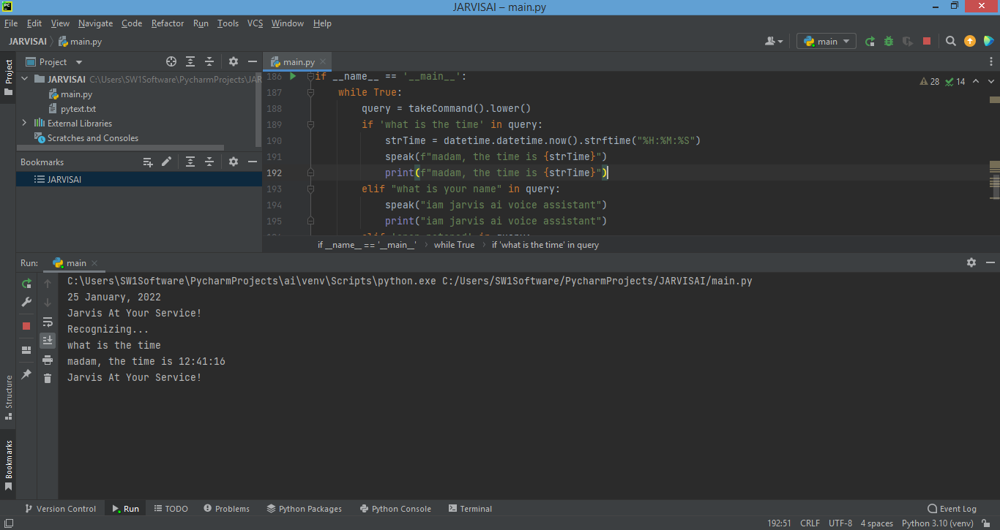 PC
JARVISAI – main.py
File Edit View Navigate Code Refactor Run Tools VCS Window Help
JARVISAI main.py
main
Project
Project
main.py
JARVISAI C:\Users\SW1Software\PycharmProjects\JAR
main.py
pytext.txt
External Libraries
Scratches and Consoles
Bookmarks
JARVISAI
28 14
186 if __name__ == '__main__':
187 while True:
188 query = takeCommand().lower()
189 if 'what is the time' in query:
190 strTime = datetime.datetime.now().strftime("%H:%M:%S")
191 speak(f"madam, the time is {strTime}")
192 print(f"madam, the time is {strTime}")
193 elif "what is your name" in query:
194 speak("iam jarvis ai voice assistant")
195 print("iam jarvis ai voice assistant")
if __name__ == '__main__' while True if 'what is the time' in query
Run: main
C:\Users\SW1Software\PycharmProjects\ai\venv\Scripts\python.exe C:/Users/SW1Software/PycharmProjects/JARVISAI/main.py
25 January, 2022
Jarvis At Your Service!
Recognizing...
what is the time
madam, the time is 12:41:16
Jarvis At Your Service!
Structure
Bookmarks
Version Control Run TODO Problems Python Packages Python Console Terminal Event Log
192:51 CRLF UTF-8 4 spaces Python 3.10 (venv)